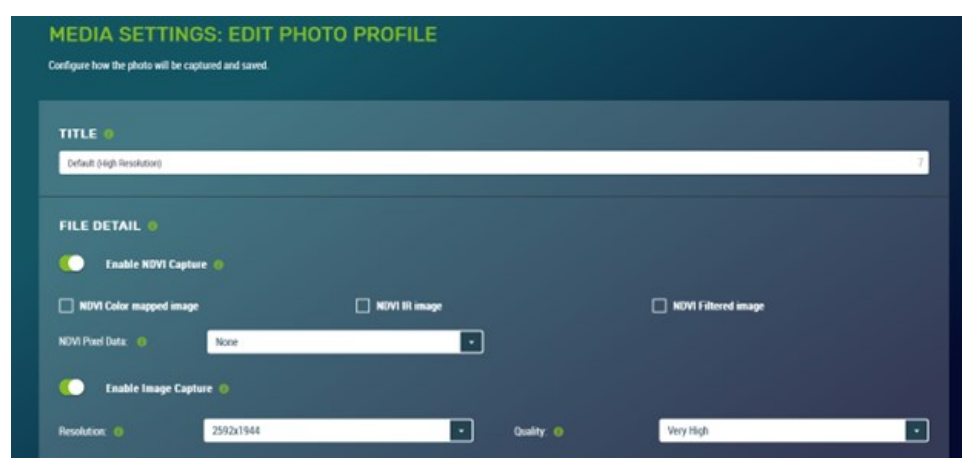 MEDIA SETTINGS: EDIT PHOTO PROFILE
Configure how the photo will be captured and saved.
TITLE
Default (High Resolution) 7
FILE DETAIL
Enable NDVI Capture
NDVI Color mapped image NDVI IR image NDVI Filtered image
NDVI Pixel Data: None
Enable Image Capture
Resolution: 2592x1944 Quality: Very High